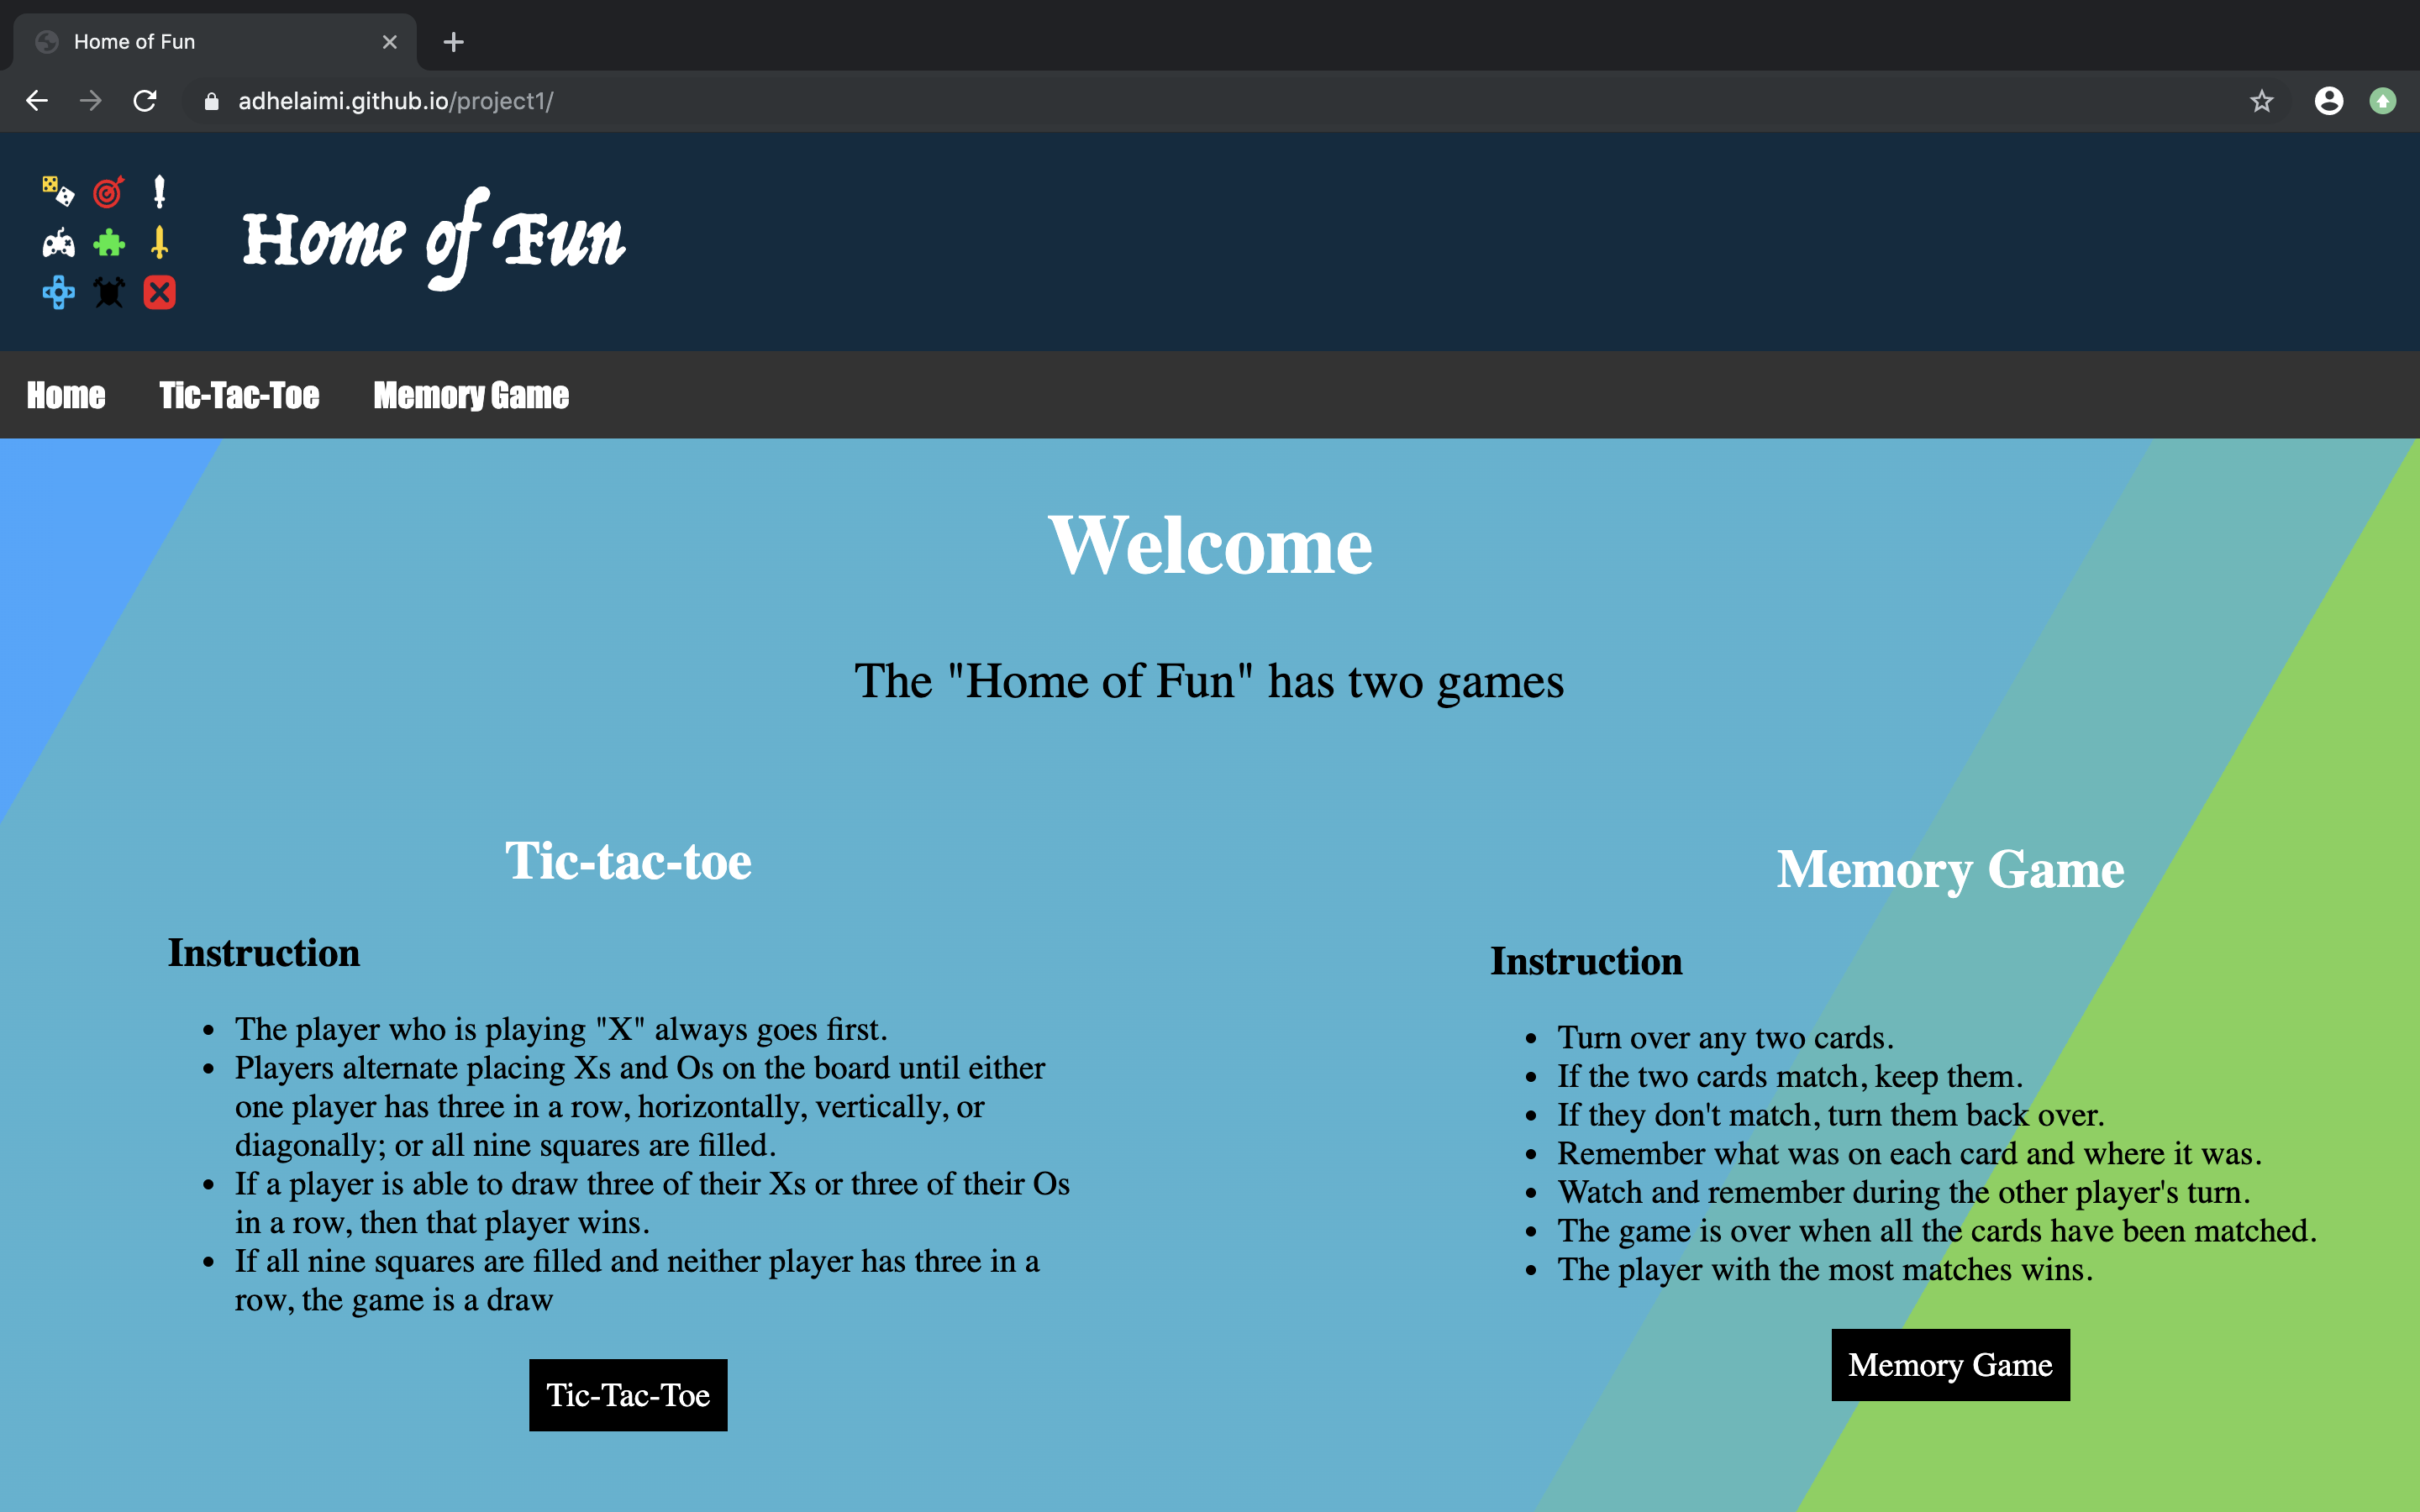 Home of Fun
adhelaimi.github.io/project1/
Home of Fun
Home Tic-Tac-Toe Memory Game
Welcome
The "Home of Fun" has two games
Tic-tac-toe
Instruction
• The player who is playing "X" always goes first.
• Players alternate placing Xs and Os on the board until either
one player has three in a row, horizontally, vertically, or
diagonally; or all nine squares are filled.
• If a player is able to draw three of their Xs or three of their Os
in a row, then that player wins.
• If all nine squares are filled and neither player has three in a
row, the game is a draw
Tic-Tac-Toe
Memory Game
Instruction
• Turn over any two cards.
• If the two cards match, keep them.
• If they don't match, turn them back over.
• Remember what was on each card and where it was.
• Watch and remember during the other player's turn.
• The game is over when all the cards have been matched.
• The player with the most matches wins.
Memory Game